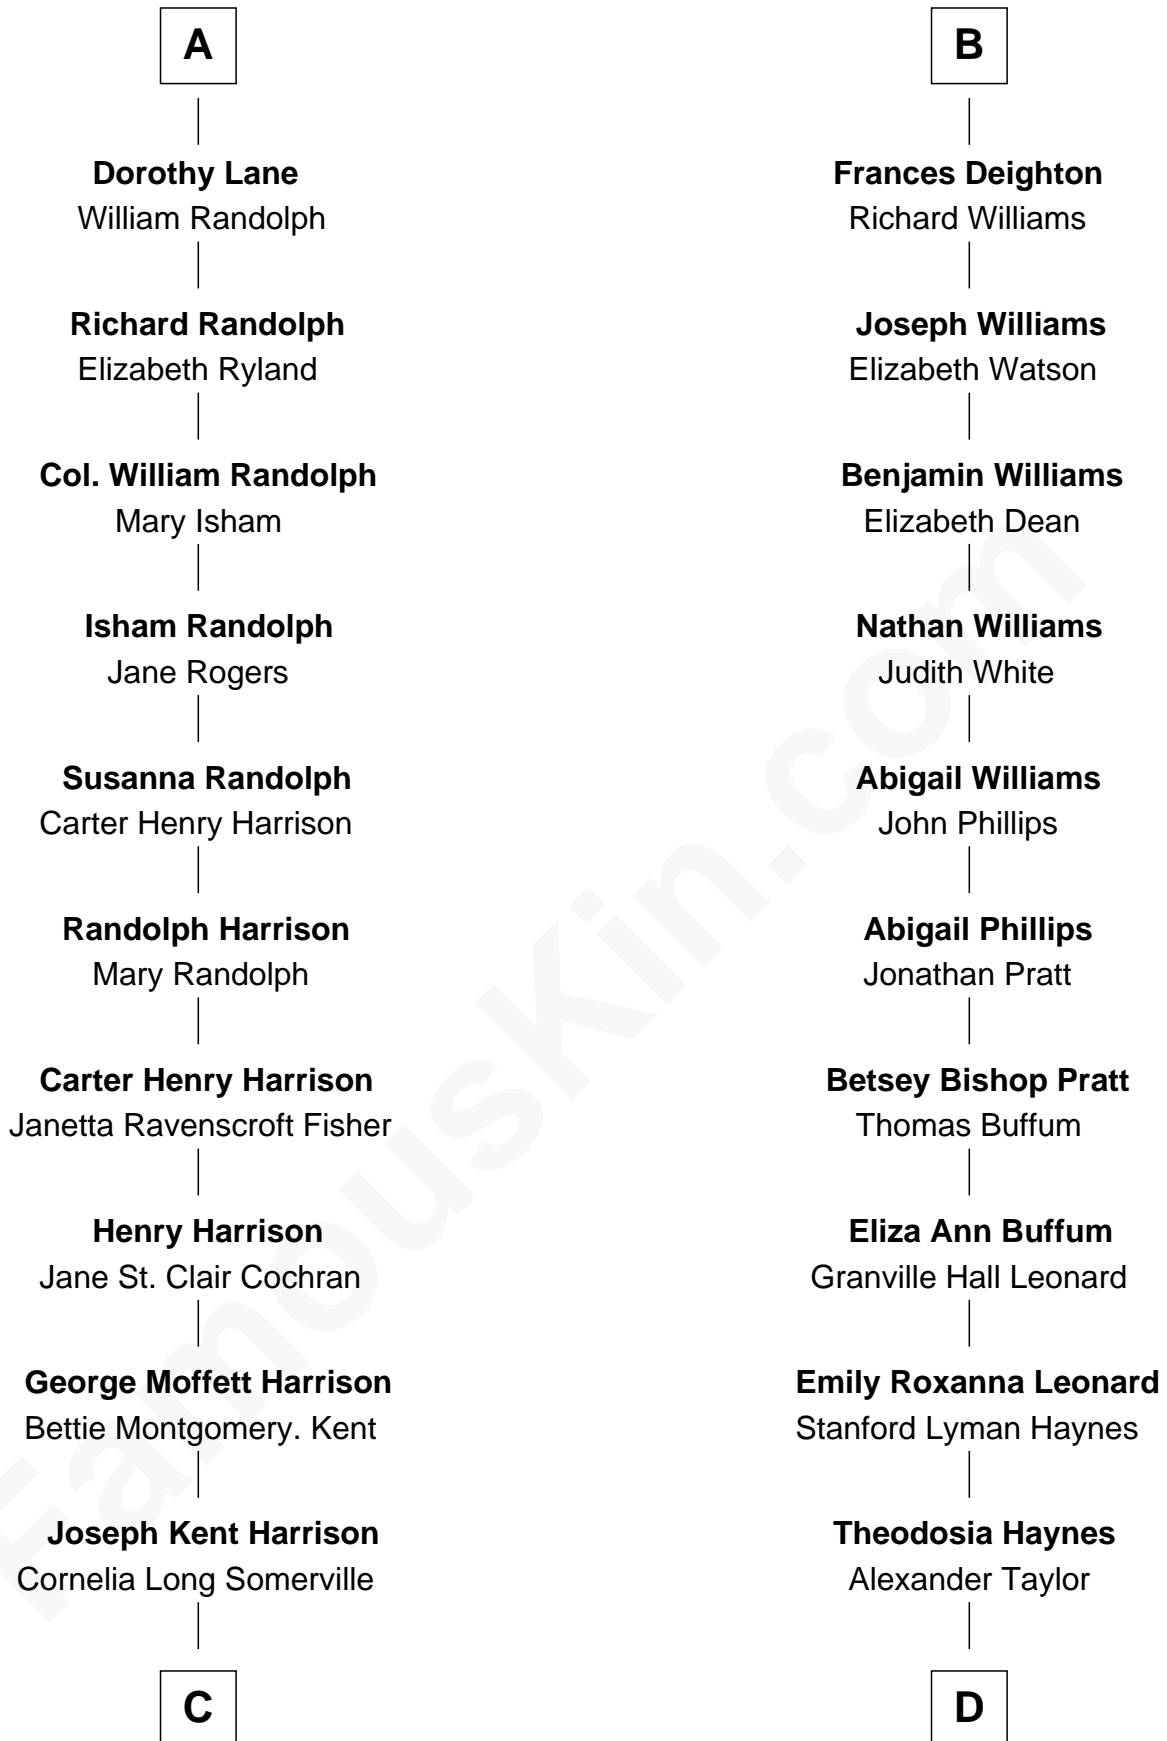 A
Dorothy Lane
William Randolph
Richard Randolph
Elizabeth Ryland
Col. William Randolph
Mary Isham
Isham Randolph
Jane Rogers
Susanna Randolph
Carter Henry Harrison
Randolph Harrison
Mary Randolph
Carter Henry Harrison
Janetta Ravenscroft Fisher
Henry Harrison
Jane St. Clair Cochran
George Moffett Harrison
Bettie Montgomery. Kent
Joseph Kent Harrison
Cornelia Long Somerville
C
B
Frances Deighton
Richard Williams
Joseph Williams
Elizabeth Watson
Benjamin Williams
Elizabeth Dean
Nathan Williams
Judith White
Abigail Williams
John Phillips
Abigail Phillips
Jonathan Pratt
Betsey Bishop Pratt
Thomas Buffum
Eliza Ann Buffum
Granville Hall Leonard
Emily Roxanna Leonard
Stanford Lyman Haynes
Theodosia Haynes
Alexander Taylor
D
FamousKin.com